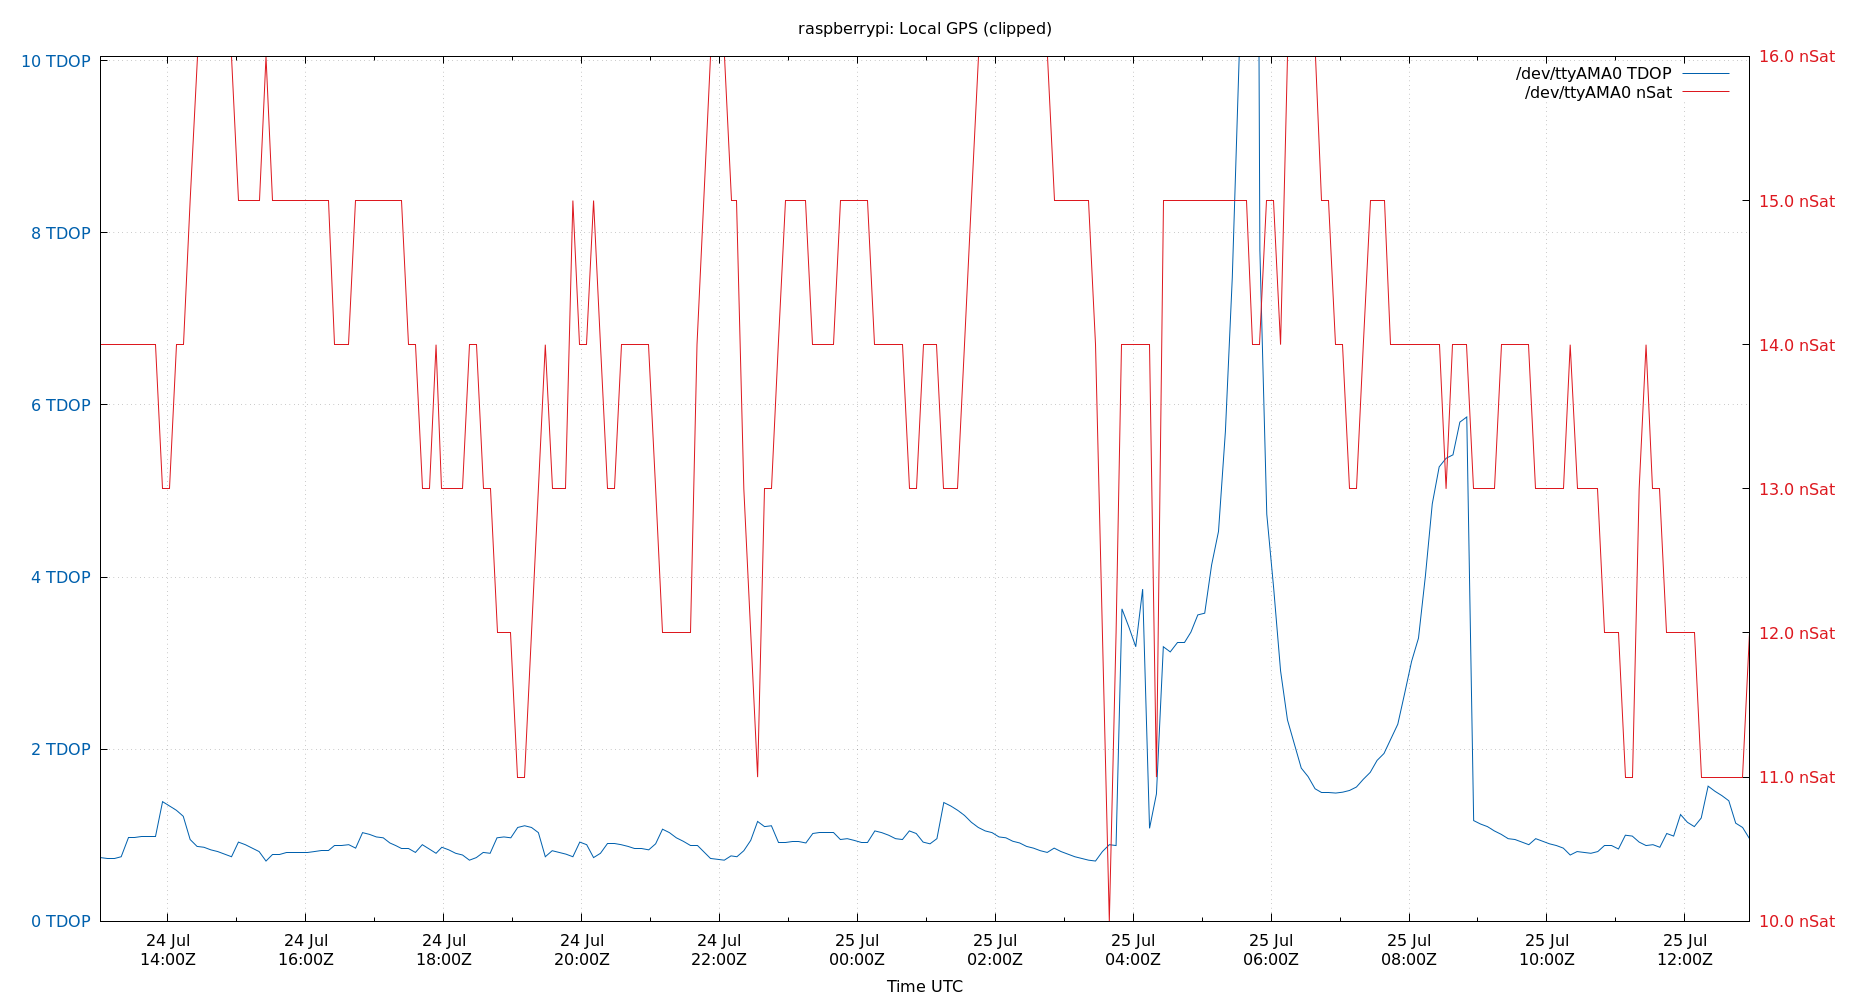 raspberrypi: Local GPS (clipped)
/dev/ttyAMA0 TDOP
/dev/ttyAMA0 nSat
10 TDOP
8 TDOP
6 TDOP
4 TDOP
2 TDOP
0 TDOP
16.0 nSat
15.0 nSat
14.0 nSat
13.0 nSat
12.0 nSat
11.0 nSat
10.0 nSat
24 Jul
14:00Z
24 Jul
16:00Z
24 Jul
18:00Z
24 Jul
20:00Z
24 Jul
22:00Z
25 Jul
00:00Z
25 Jul
02:00Z
25 Jul
04:00Z
25 Jul
06:00Z
25 Jul
08:00Z
25 Jul
10:00Z
25 Jul
12:00Z
Time UTC